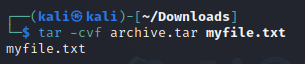 ┌──(kali㉿kali)-[~/Downloads]
└─$ tar -cvf archive.tar myfile.txt
myfile.txt